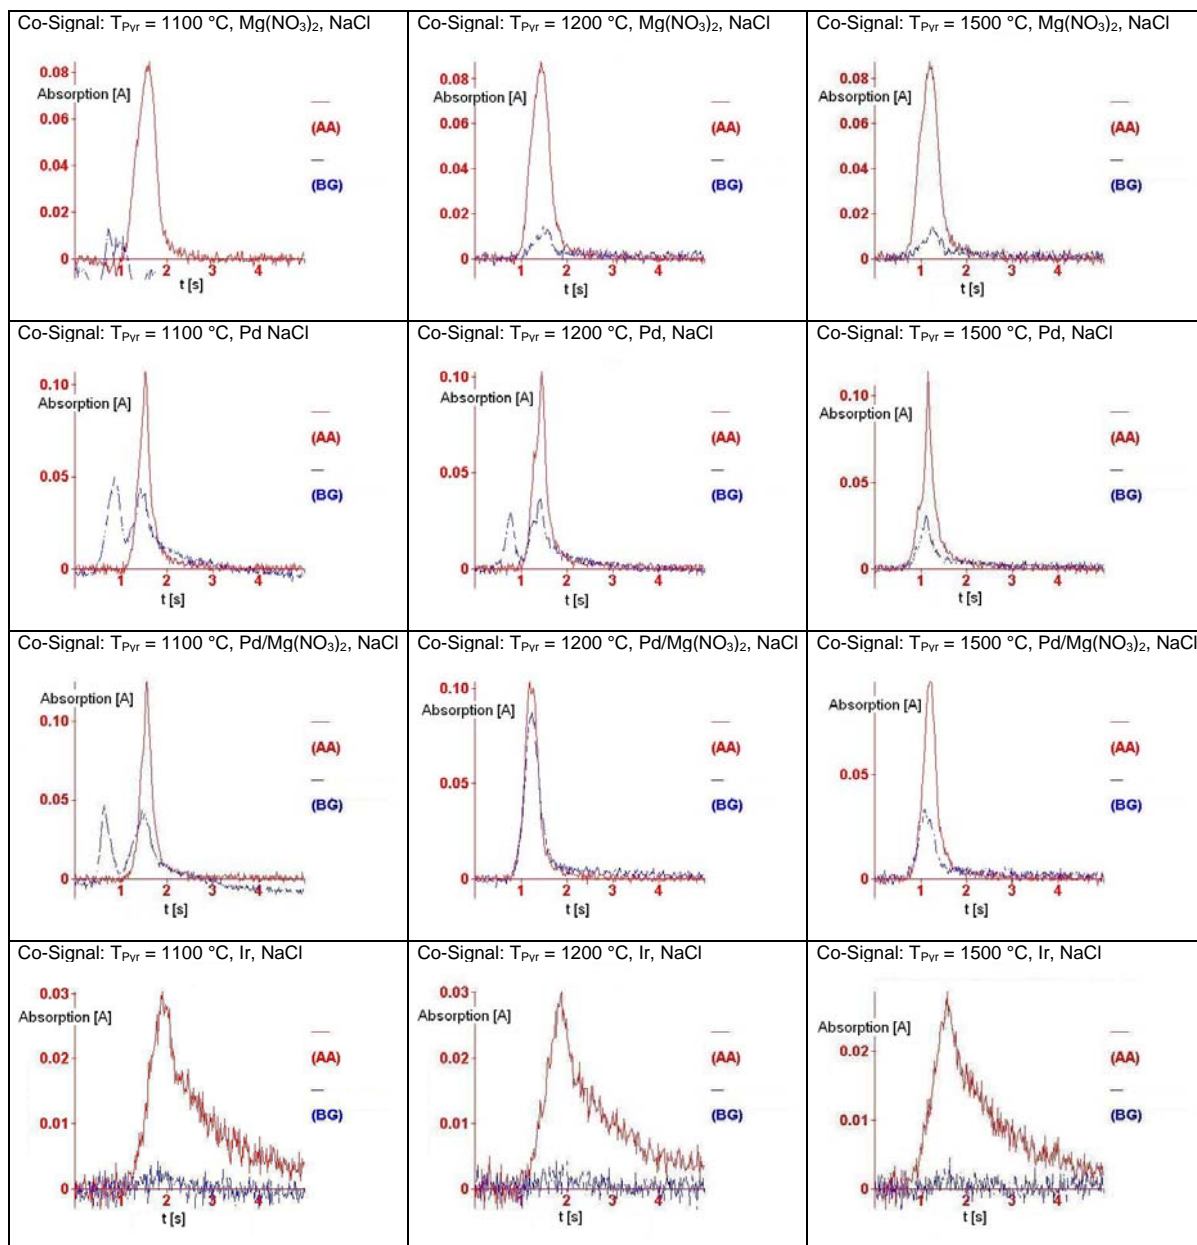 Co-Signal: TPyr = 1100 °C, Mg(NO3)2, NaCl
0.08
Absorption [A]
0.06
0.04
0.02
0
1
2
3
4
t [s]
(AA)
(BG)
Co-Signal: TPyr = 1200 °C, Mg(NO3)2, NaCl
0.08
Absorption [A]
0.06
0.04
0.02
0
1
2
3
4
t [s]
(AA)
(BG)
Co-Signal: TPyr = 1500 °C, Mg(NO3)2, NaCl
0.08
Absorption [A]
0.06
0.04
0.02
0
1
2
3
4
t [s]
(AA)
(BG)
Co-Signal: TPyr = 1100 °C, Pd NaCl
0.10
Absorption [A]
0.05
0
1
2
3
4
t [s]
(AA)
(BG)
Co-Signal: TPyr = 1200 °C, Pd, NaCl
0.10
Absorption [A]
0.05
0
1
2
3
4
t [s]
(AA)
(BG)
Co-Signal: TPyr = 1500 °C, Pd, NaCl
0.10
Absorption [A]
0.05
0
1
2
3
4
t [s]
(AA)
(BG)
Co-Signal: TPyr = 1100 °C, Pd/Mg(NO3)2, NaCl
Absorption [A]
0.10
0.05
0
1
2
3
4
t [s]
(AA)
(BG)
Co-Signal: TPyr = 1200 °C, Pd/Mg(NO3)2, NaCl
0.10
Absorption [A]
0.05
0
1
2
3
4
t [s]
(AA)
(BG)
Co-Signal: TPyr = 1500 °C, Pd/Mg(NO3)2, NaCl
Absorption [A]
0.05
0
1
2
3
4
t [s]
(AA)
(BG)
Co-Signal: TPyr = 1100 °C, Ir, NaCl
0.03
Absorption [A]
0.02
0.01
0
1
2
3
4
t [s]
(AA)
(BG)
Co-Signal: TPyr = 1200 °C, Ir, NaCl
0.03
Absorption [A]
0.02
0.01
0
1
2
3
4
t [s]
(AA)
(BG)
Co-Signal: TPyr = 1500 °C, Ir, NaCl
Absorption [A]
0.02
0.01
0
1
2
3
4
t [s]
(AA)
(BG)